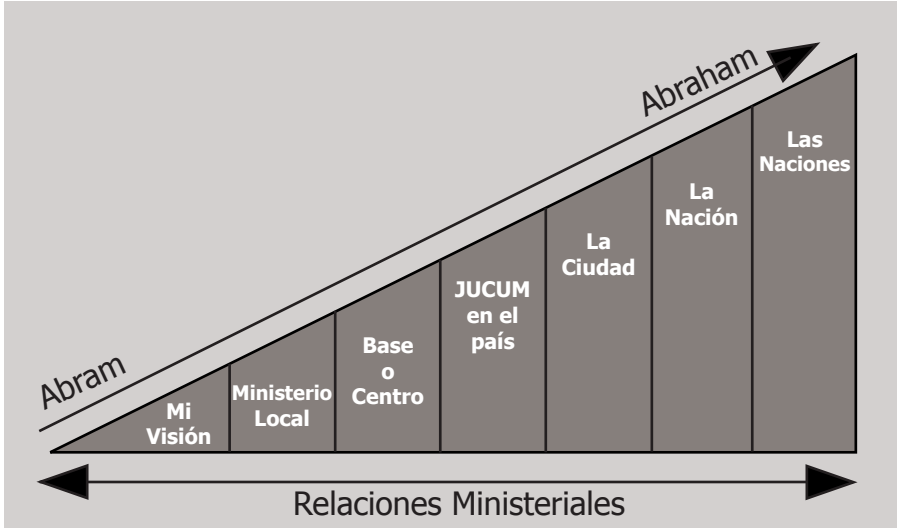 Abraham
Abram
Mi
Visión
Ministerio
Local
Base
o
Centro
JUCUM
en el
país
La
Ciudad
La
Nación
Las
Naciones
Relaciones Ministeriales